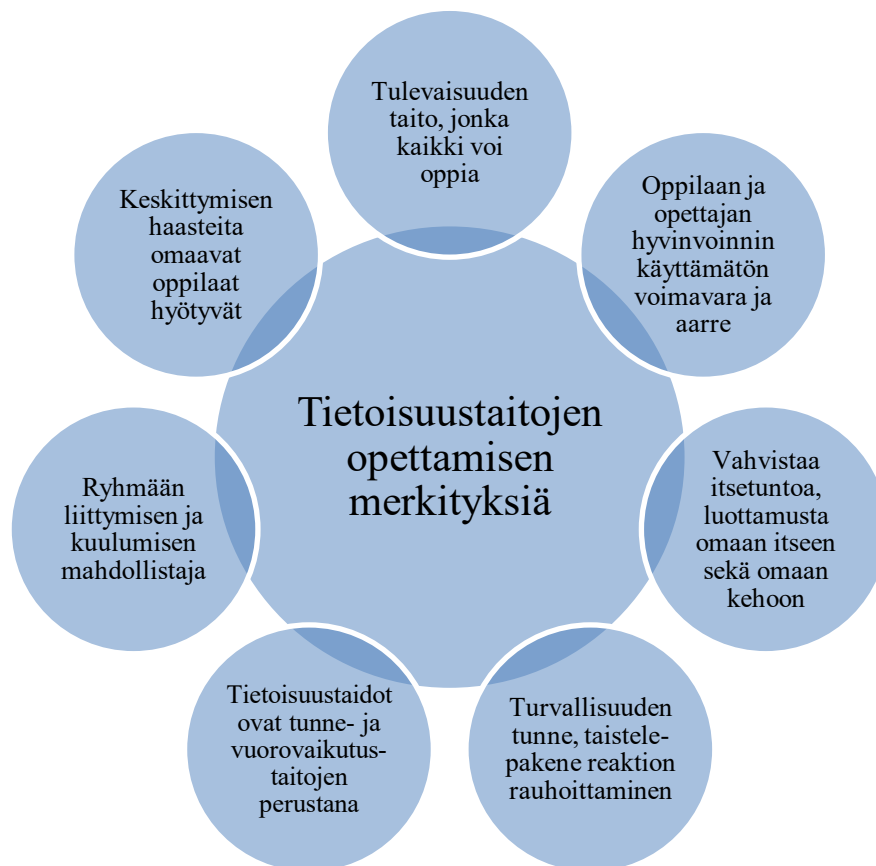 Tulevaisuuden
taito, jonka
kaikki voi
oppia
Oppilaan ja
opettajan
hyvinvoinnin
käyttämätön
voimavara ja
aarre
Vahvistaa
itsetuntoa,
luottamusta
omaan itseen
sekä omaan
kehoon
Turvallisuuden
tunne, taistele-
pakene reaktion
rauhoittaminen
Tietoisuustaidot
ovat tunne- ja
vuorovaikutus-
taitojen
perustana
Ryhmään
liittymisen ja
kuulumisen
mahdollistaja
Keskittymisen
haasteita
omaavat
oppilaat
hyötyvät
Tietoisuustaitojen
opettamisen
merkityksiä